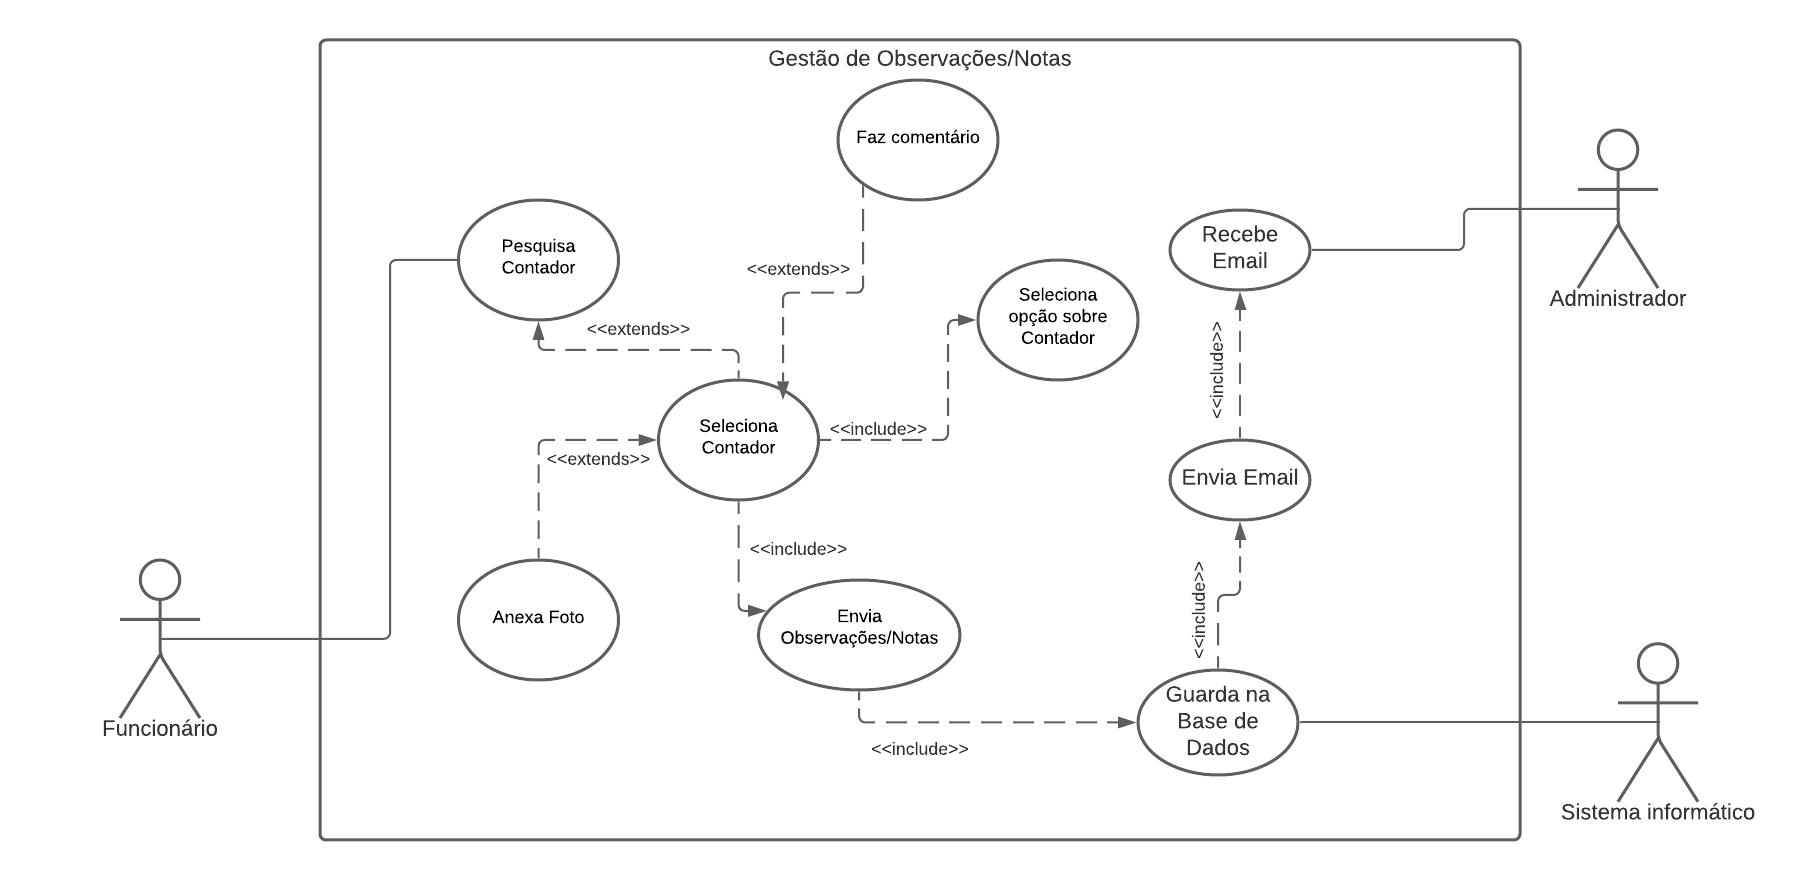 Gestão de Observações/Notas
Faz comentário
Pesquisa
Contador
<<extends>>
<<extends>>
Seleciona
opção sobre
Contador
Recebe
Email
Administrador
<<include>>
Seleciona
Contador
<<include>>
<<extends>>
Envia Email
<<include>>
<<include>>
Anexa Foto
Envia
Observações/Notas
Funcionário
<<include>>
Guarda na
Base de
Dados
Sistema informático